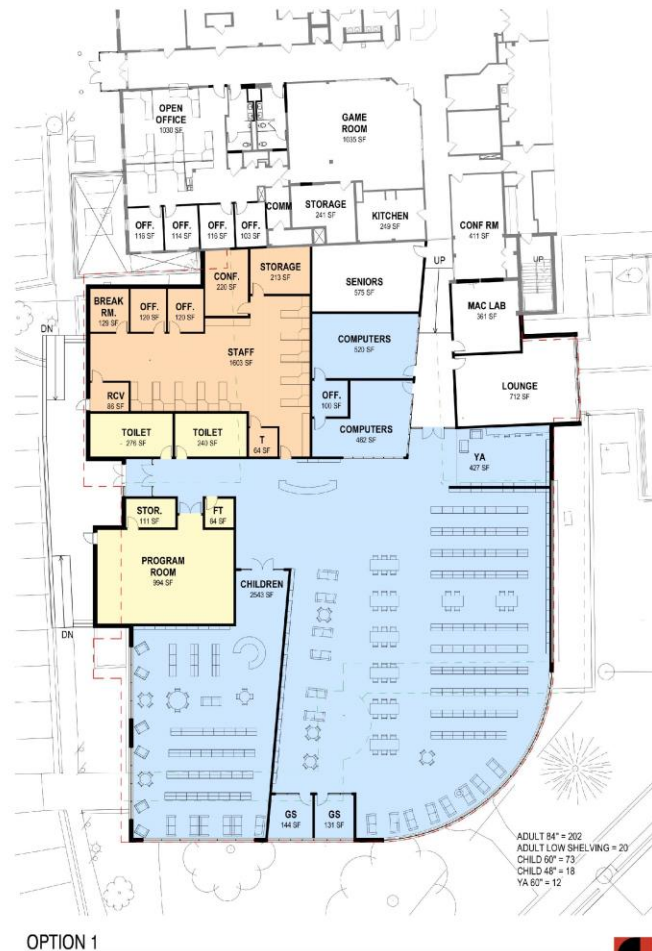 OPEN
OFFICE
1030 SF
GAME
ROOM
1035 SF
OFF.
116 SF
OFF.
114 SF
OFF.
116 SF
OFF.
103 SF
COMM
STORAGE
241 SF
KITCHEN
249 SF
CONF RM
411 SF
UP
CONF.
220 SF
STORAGE
213 SF
SENIORS
575 SF
UP
BREAK
RM.
129 SF
OFF.
120 SF
OFF.
120 SF
MAC LAB
361 SF
DN
STAFF
1603 SF
COMPUTERS
520 SF
RCV
86 SF
OFF.
106 SF
LOUNGE
712 SF
TOILET
276 SF
TOILET
240 SF
T
64 SF
COMPUTERS
462 SF
YA
427 SF
STOR.
111 SF
FT
64 SF
PROGRAM
ROOM
994 SF
CHILDREN
2543 SF
DN
GS
144 SF
GS
131 SF
ADULT 84" = 202
ADULT LOW SHELVING = 20
CHILD 60" = 73
CHILD 48" = 18
YA 60" = 12
OPTION 1